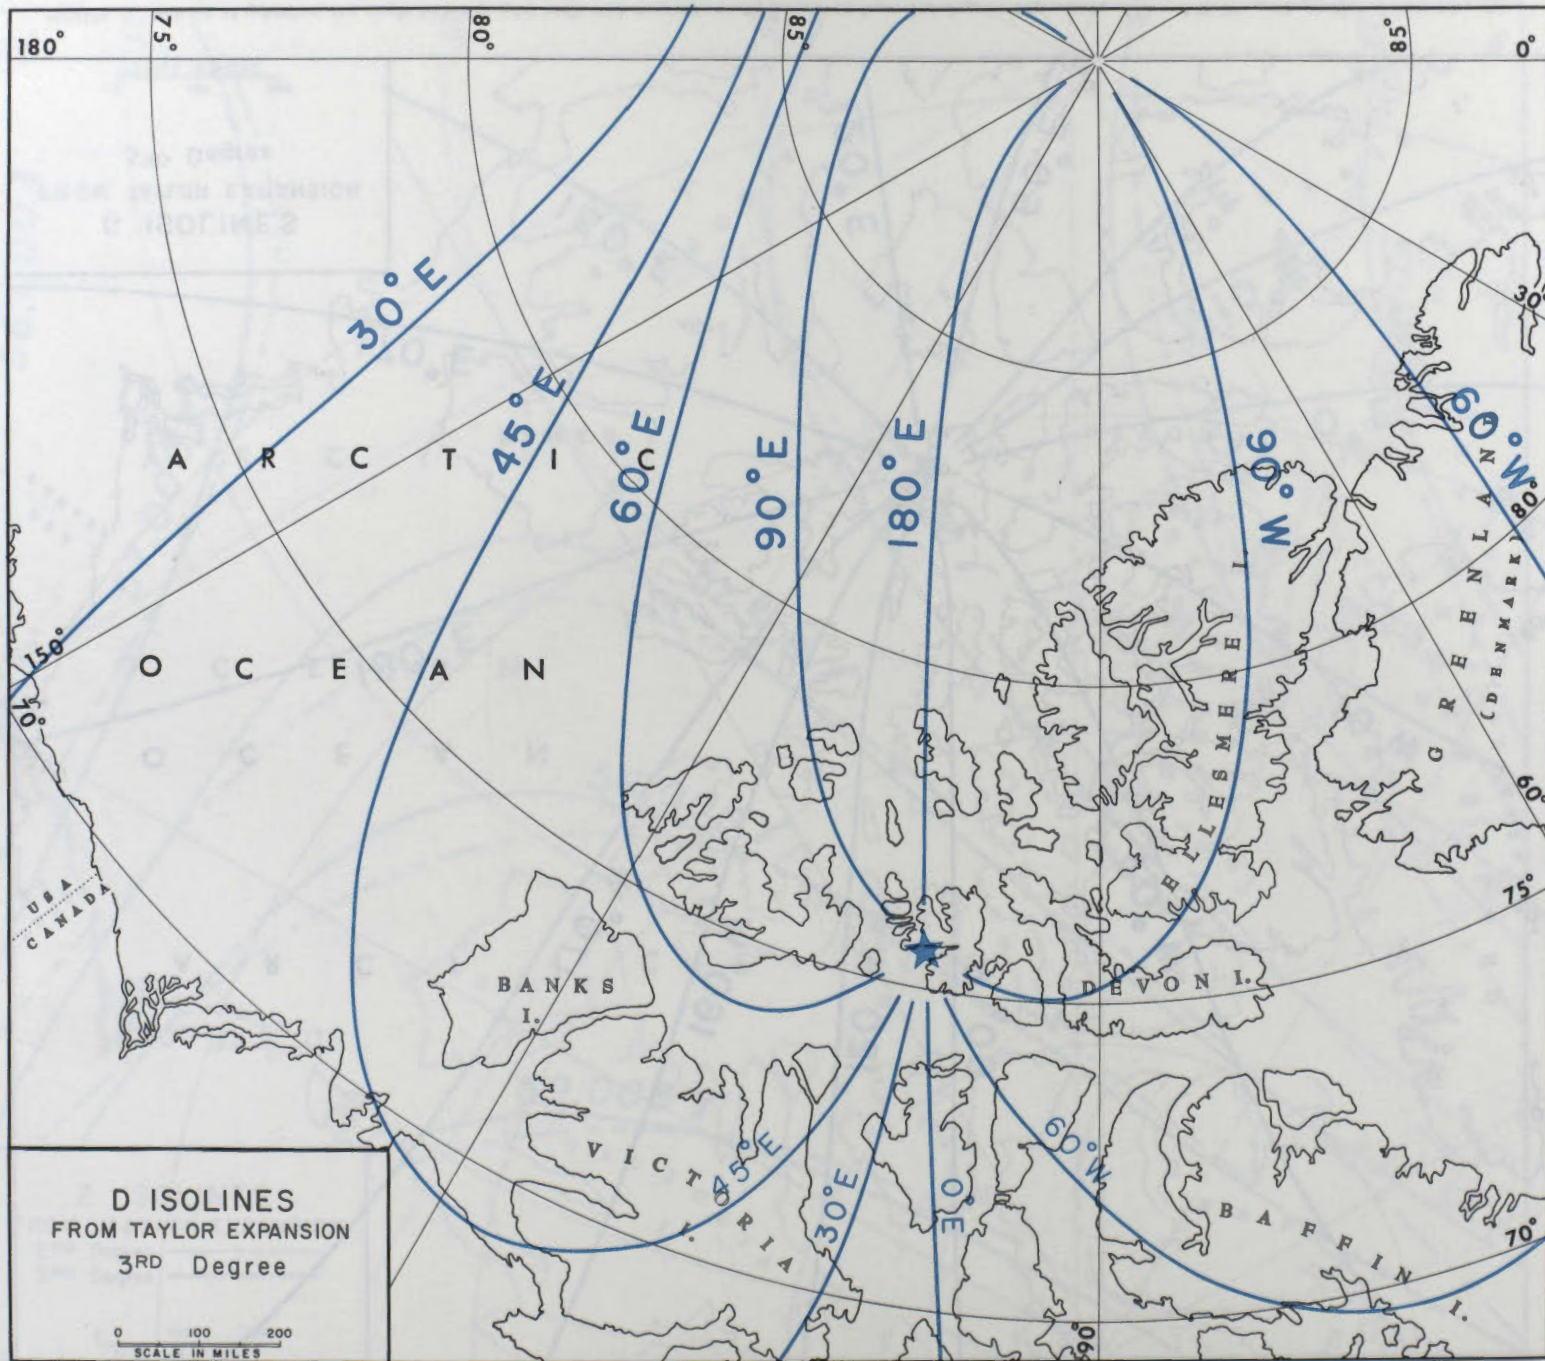 180°
75°
80°
85°
85°
0°
30°E
45°E
60°E
90°E
180°E
90°W
60°W
30°
80°
ARCTIC
OCEAN
150°
70°
GREENLAND
(DENMARK)
ELLESMERE I.
60°
75°
USA
CANADA
BANKS
I.
DEVON I.
VICTORIA
I.
45°E
30°E
0°E
60°W
BAFFIN I.
70°
90°
D ISOLINES
FROM TAYLOR EXPANSION
3RD Degree
0 100 200
SCALE IN MILES